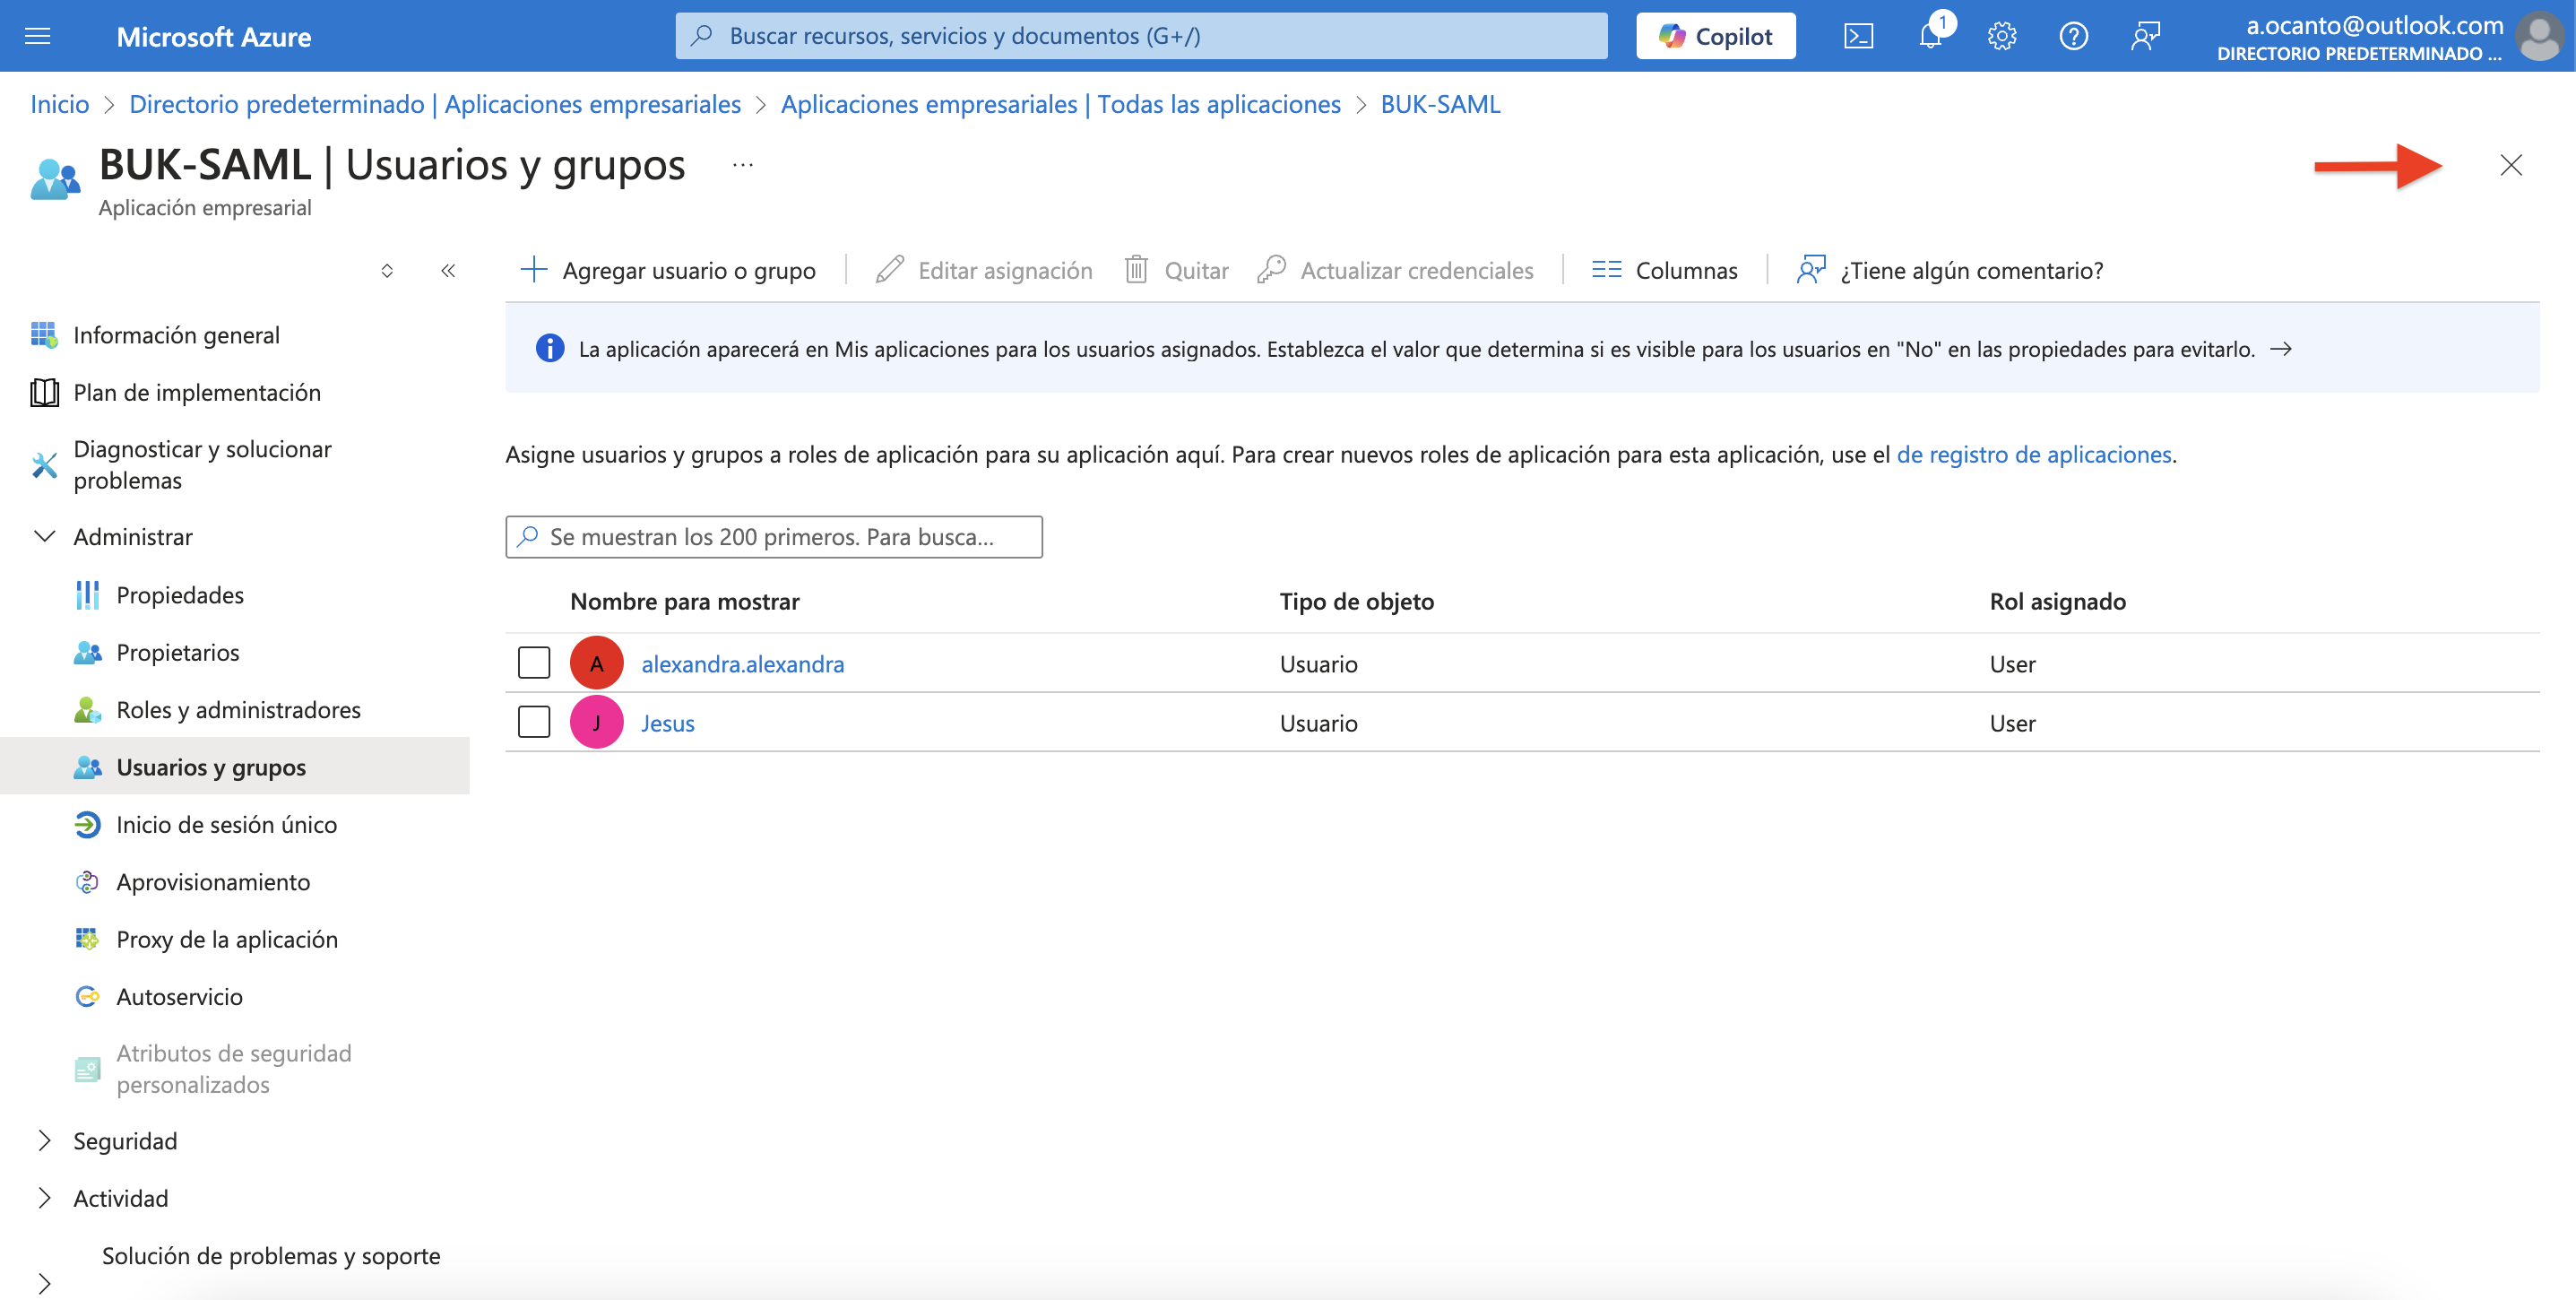 Microsoft Azure
Buscar recursos, servicios y documentos (G+/)
Copilot
1
a.ocanto@outlook.com
DIRECTORIO PREDETERMINADO ...
Inicio > Directorio predeterminado | Aplicaciones empresariales > Aplicaciones empresariales | Todas las aplicaciones > BUK-SAML
BUK-SAML | Usuarios y grupos ...
Aplicación empresarial
Información general
Plan de implementación
Diagnosticar y solucionar
problemas
Administrar
Propiedades
Propietarios
Roles y administradores
Usuarios y grupos
Inicio de sesión único
Aprovisionamiento
Proxy de la aplicación
Autoservicio
Atributos de seguridad
personalizados
Seguridad
Actividad
Solución de problemas y soporte
Agregar usuario o grupo
Editar asignación
Quitar
Actualizar credenciales
Columnas
¿Tiene algún comentario?
La aplicación aparecerá en Mis aplicaciones para los usuarios asignados. Establezca el valor que determina si es visible para los usuarios en "No" en las propiedades para evitarlo. →
Asigne usuarios y grupos a roles de aplicación para su aplicación aquí. Para crear nuevos roles de aplicación para esta aplicación, use el de registro de aplicaciones.
Se muestran los 200 primeros. Para busca...
Nombre para mostrar Tipo de objeto Rol asignado
A alexandra.alexandra Usuario User
J Jesus Usuario User